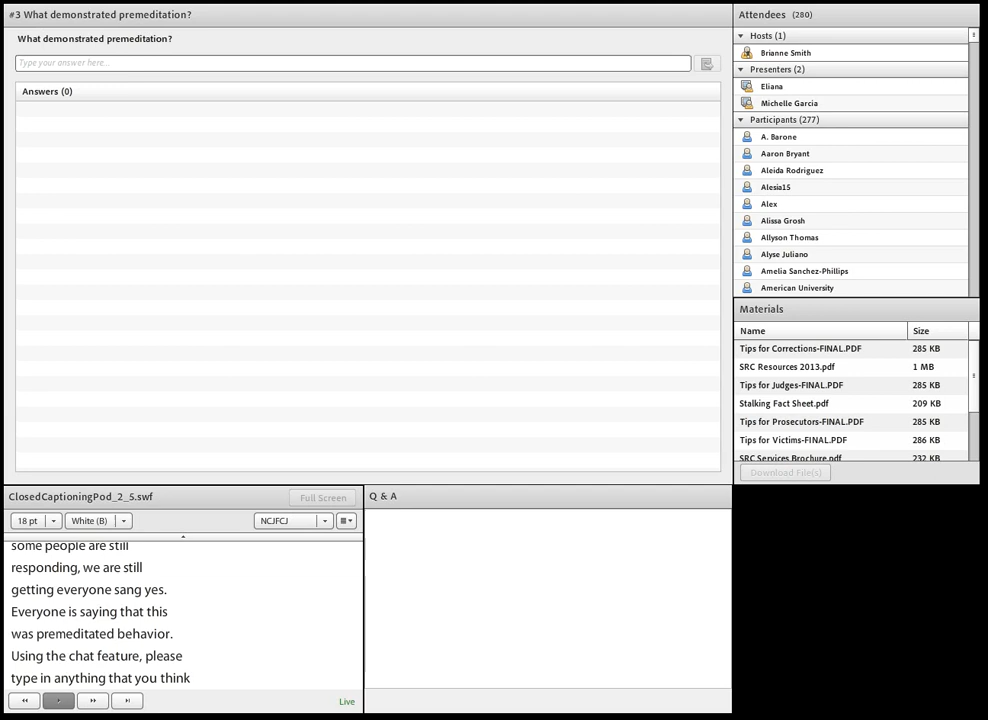 #3 What demonstrated premeditation?
What demonstrated premeditation?
Type your answer here...
Answers (0)
Attendees (280)
Hosts (1)
Brianne Smith
Presenters (2)
Eliana
Michelle Garcia
Participants (277)
A. Barone
Aaron Bryant
Aleida Rodriguez
Alesia15
Alex
Alissa Grosh
Allyson Thomas
Alyse Juliano
Amelia Sanchez-Phillips
American University
Materials
Name Size
Tips for Corrections-FINAL.PDF 285 KB
SRC Resources 2013.pdf 1 MB
Tips for Judges-FINAL.PDF 285 KB
Stalking Fact Sheet.pdf 209 KB
Tips for Prosecutors-FINAL.PDF 285 KB
Tips for Victims-FINAL.PDF 286 KB
SRC Services Brochure.pdf 232 KB
Download File(s)
ClosedCaptioningPod_2_5.swf Full Screen
18 pt White (B) NCJFCJ
some people are still
responding, we are still
getting everyone sang yes.
Everyone is saying that this
was premeditated behavior.
Using the chat feature, please
type in anything that you think
Live
Q & A